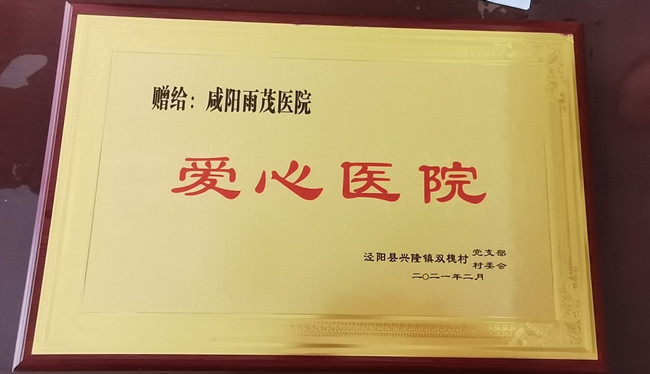 赠给：咸阳雨茂医院
爱心医院
泾阳县兴隆镇双槐村党支部
村委会
二〇二一年二月